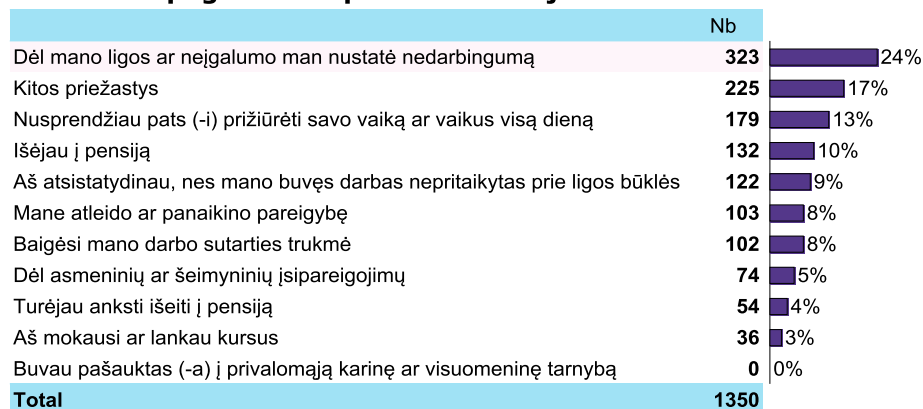 Nb
Dėl mano ligos ar neįgalumo man nustatė nedarbingumą 323 24%
Kitos priežastys 225 17%
Nusprendžiau pats (-i) prižiūrėti savo vaiką ar vaikus visą dieną 179 13%
Išėjau į pensiją 132 10%
Aš atsistatydinau, nes mano buvęs darbas nepritaikytas prie ligos būklės 122 9%
Mane atleido ar panaikino pareigybę 103 8%
Baigėsi mano darbo sutarties trukmė 102 8%
Dėl asmeninių ar šeimyninių įsipareigojimų 74 5%
Turėjau anksti išeiti į pensiją 54 4%
Aš mokausi ar lankau kursus 36 3%
Buvau pašauktas (-a) į privalomąją karinę ar visuomeninę tarnybą 0 0%
Total 1350